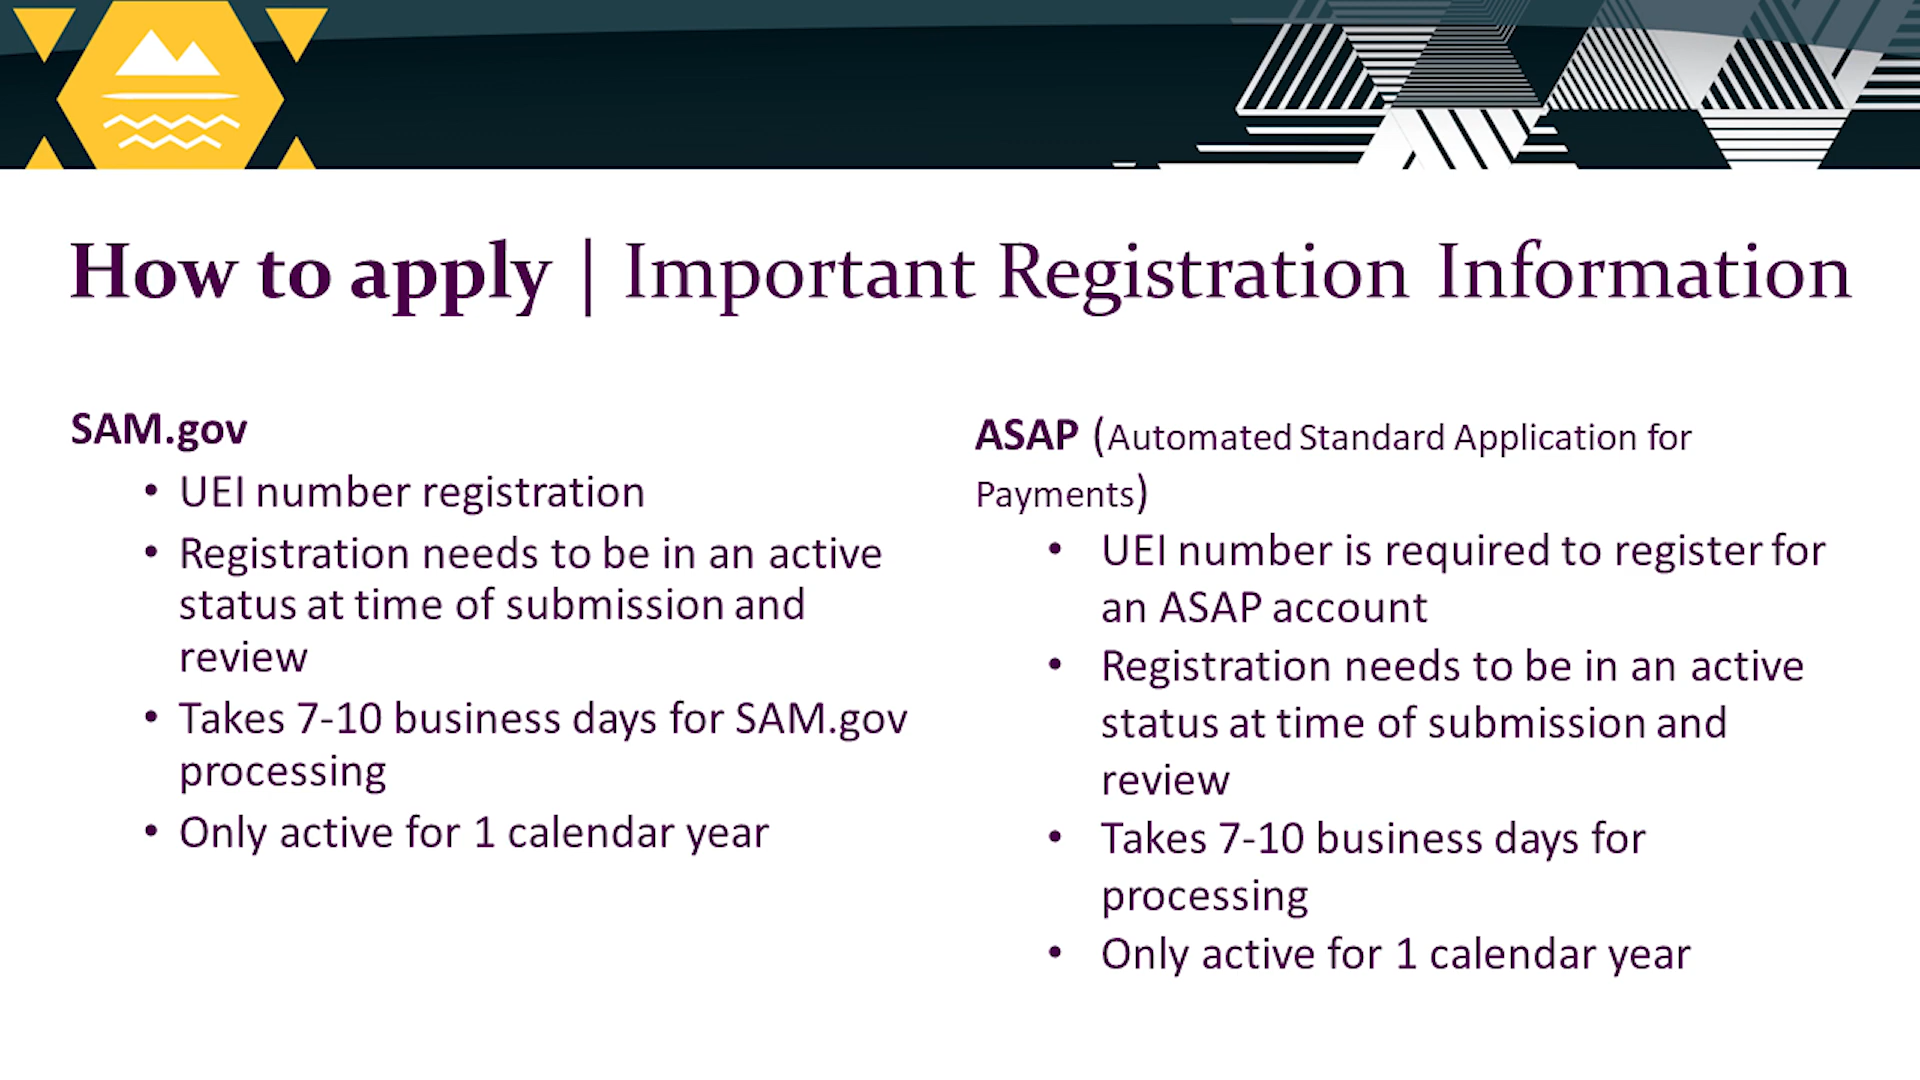 How to apply | Important Registration Information
SAM.gov
• UEI number registration
• Registration needs to be in an active
status at time of submission and
review
• Takes 7-10 business days for SAM.gov
processing
• Only active for 1 calendar year
ASAP (Automated Standard Application for
Payments)
• UEI number is required to register for
an ASAP account
• Registration needs to be in an active
status at time of submission and
review
• Takes 7-10 business days for
processing
• Only active for 1 calendar year